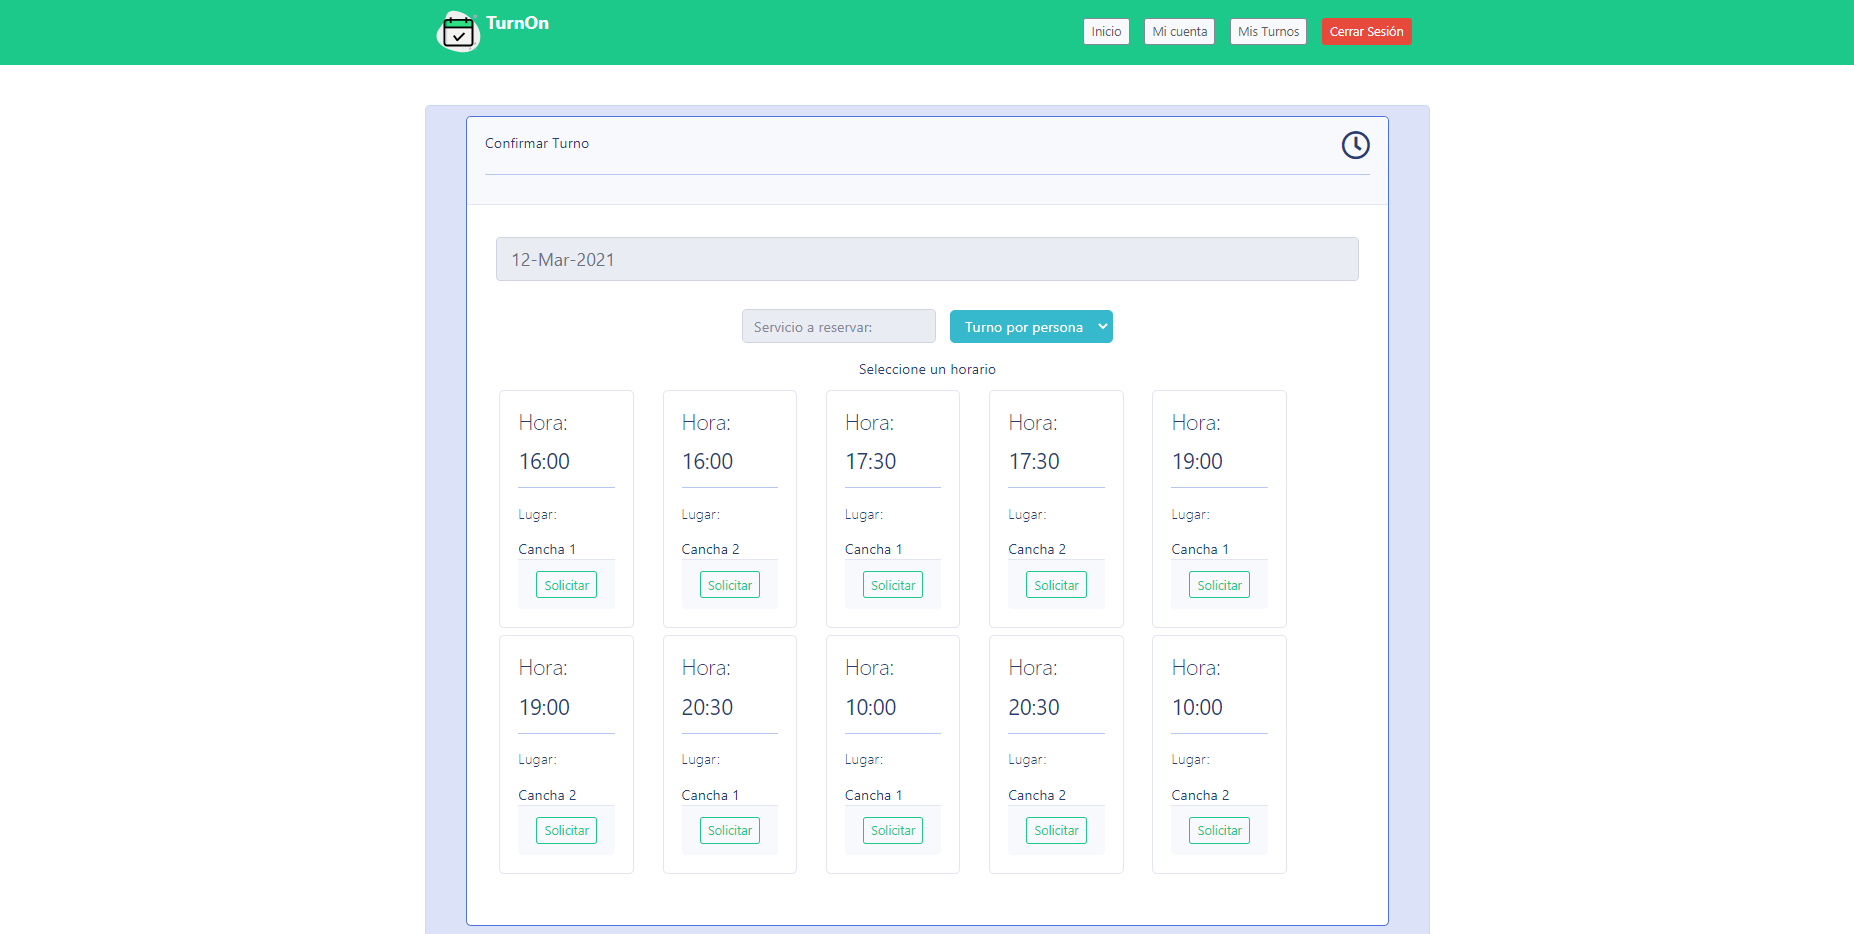 TurnOn
Inicio Mi cuenta Mis Turnos Cerrar Sesión
Confirmar Turno
12-Mar-2021
Servicio a reservar: Turno por persona
Seleccione un horario
Hora: Hora: Hora: Hora: Hora:
16:00 16:00 17:30 17:30 19:00
Lugar: Lugar: Lugar: Lugar: Lugar:
Cancha 1 Cancha 2 Cancha 1 Cancha 2 Cancha 1
Solicitar Solicitar Solicitar Solicitar Solicitar
Hora: Hora: Hora: Hora: Hora:
19:00 20:30 10:00 20:30 10:00
Lugar: Lugar: Lugar: Lugar: Lugar:
Cancha 2 Cancha 1 Cancha 1 Cancha 2 Cancha 2
Solicitar Solicitar Solicitar Solicitar Solicitar